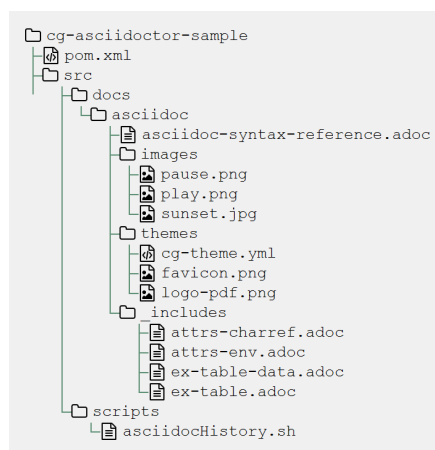 cg-asciidoctor-sample
pom.xml
src
docs
asciidoc
asciidoc-syntax-reference.adoc
images
pause.png
play.png
sunset.jpg
themes
cg-theme.yml
favicon.png
logo-pdf.png
_includes
attrs-charref.adoc
attrs-env.adoc
ex-table-data.adoc
ex-table.adoc
scripts
asciidocHistory.sh